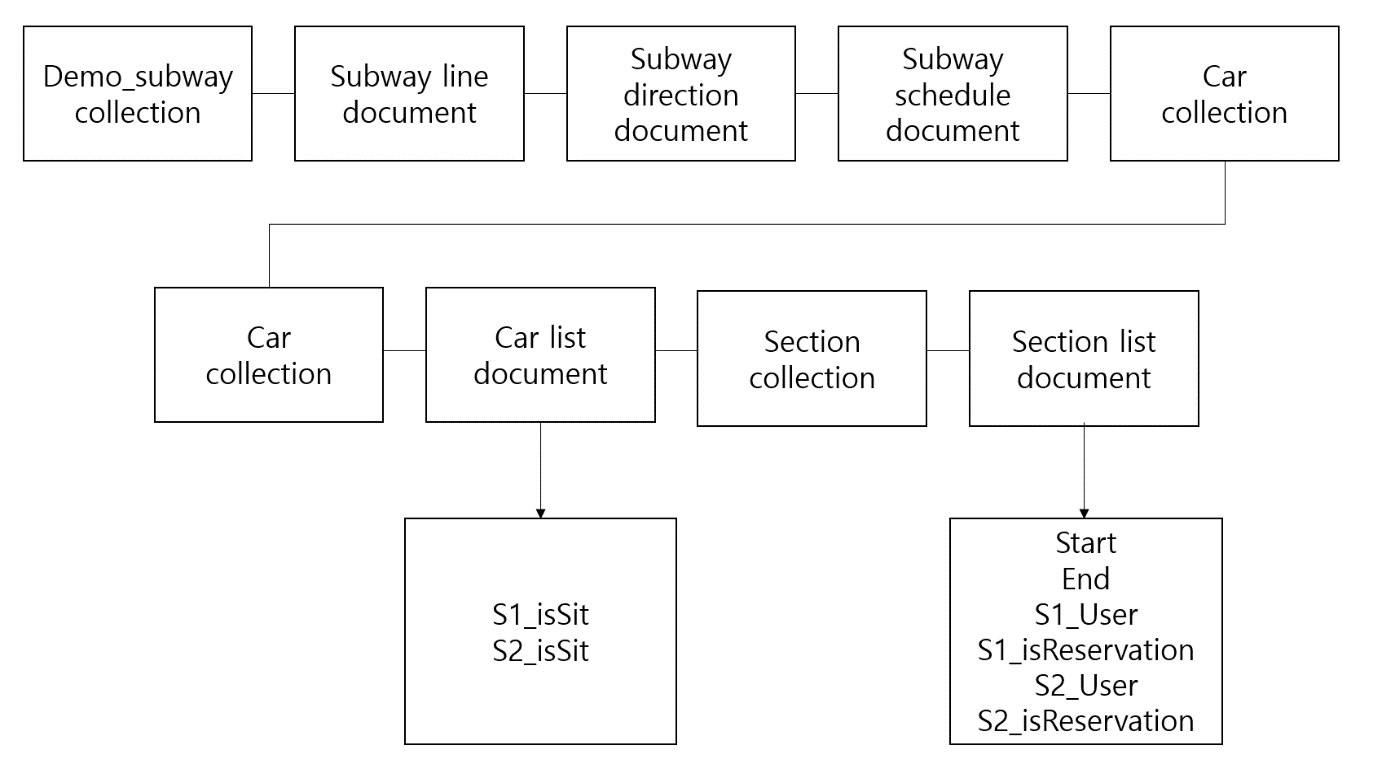 Demo_subway
collection
Subway line
document
Subway
direction
document
Subway
schedule
document
Car
collection
Car
collection
Car list
document
Section
collection
Section list
document
S1_isSit
S2_isSit
Start
End
S1_User
S1_isReservation
S2_User
S2_isReservation